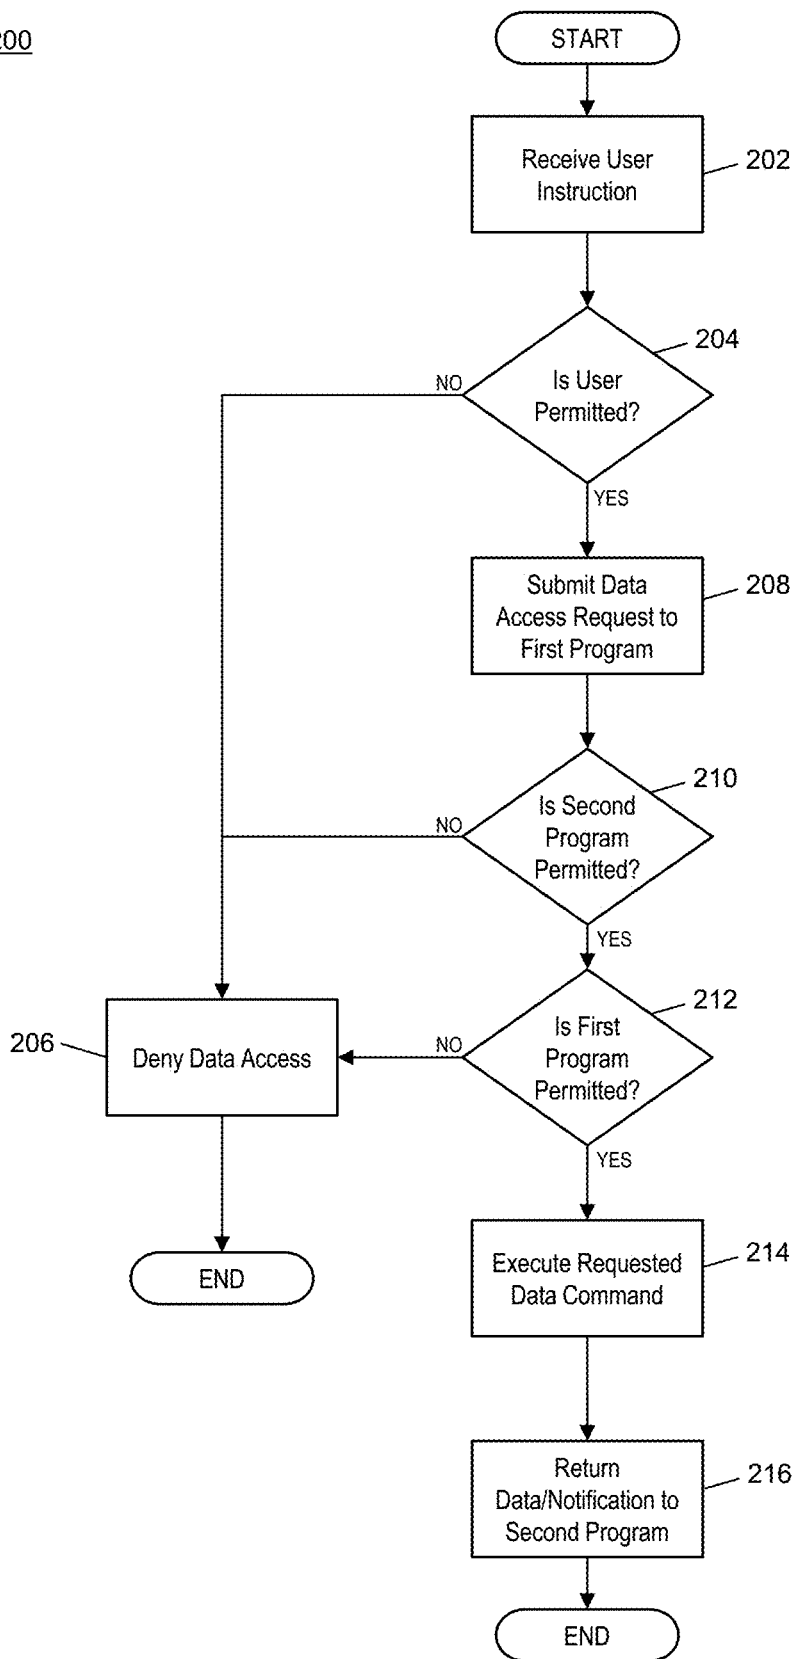 200
START
Receive User
Instruction
202
204
Is User
Permitted?
NO
YES
Submit Data
Access Request to
First Program
208
210
Is Second
Program
Permitted?
NO
YES
212
Is First
Program
Permitted?
NO
206
Deny Data Access
YES
END
Execute Requested
Data Command
214
Return
Data/Notification to
Second Program
216
END